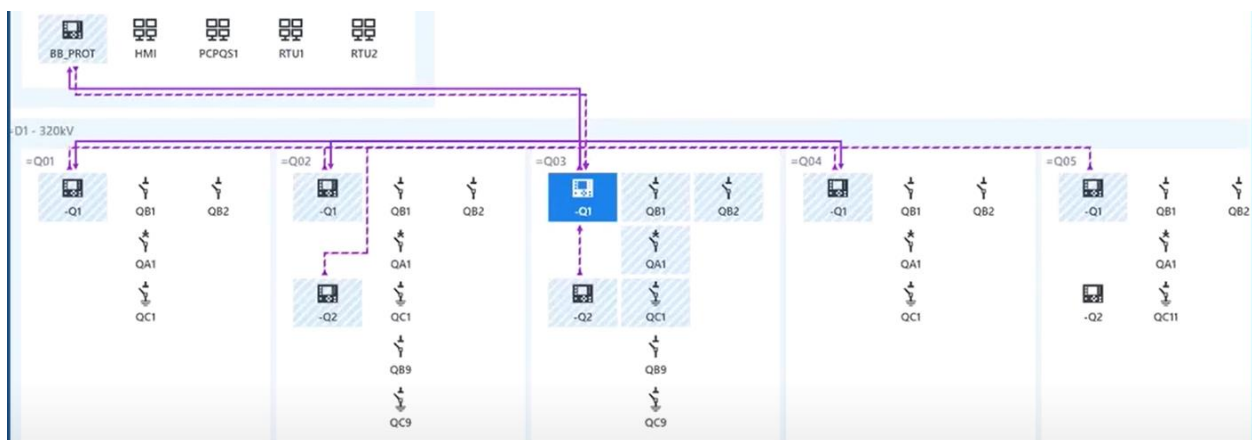 BB_PROT HMI PCPQS1 RTU1 RTU2
=D1 - 320kV
=Q01 =Q02 =Q03 =Q04 =Q05
-Q1 QB1 QB2 -Q1 QB1 QB2 -Q1 QB1 QB2 -Q1 QB1 QB2 -Q1 QB1 QB2
QA1 QA1 QA1 QA1 QA1
QC1 -Q2 QC1 -Q2 QC1 QC1 -Q2 QC11
QB9 QB9
QC9 QC9